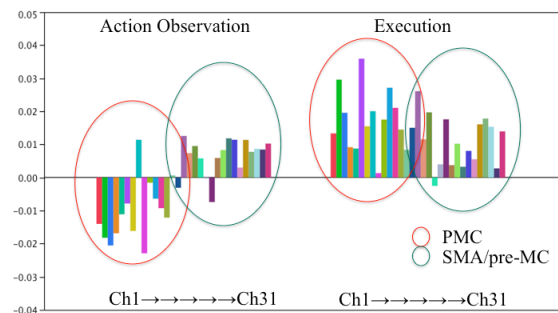 Action Observation
Execution
0.05
0.04
0.03
0.02
0.01
0.00
−0.01
−0.02
−0.03
−0.04
PMC
SMA/pre-MC
Ch1→→→→→Ch31
Ch1→→→→→Ch31